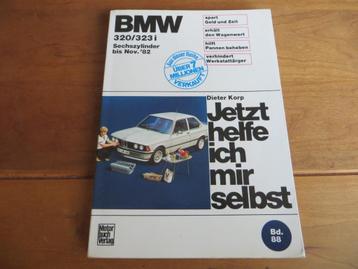 BMW
320/323 i
Sechszylinder
bis Nov. '82
spart
Geld und Zeit
erhält
den Wagenwert
hilft
Pannen beheben
verhindert
Werkstattärger
ÜBER 7
MILLIONEN
VERKAUFT
Dieter Korp
Jetzt
helfe
ich
mir
selbst
Motor
buch
Verlag
Bd.
88